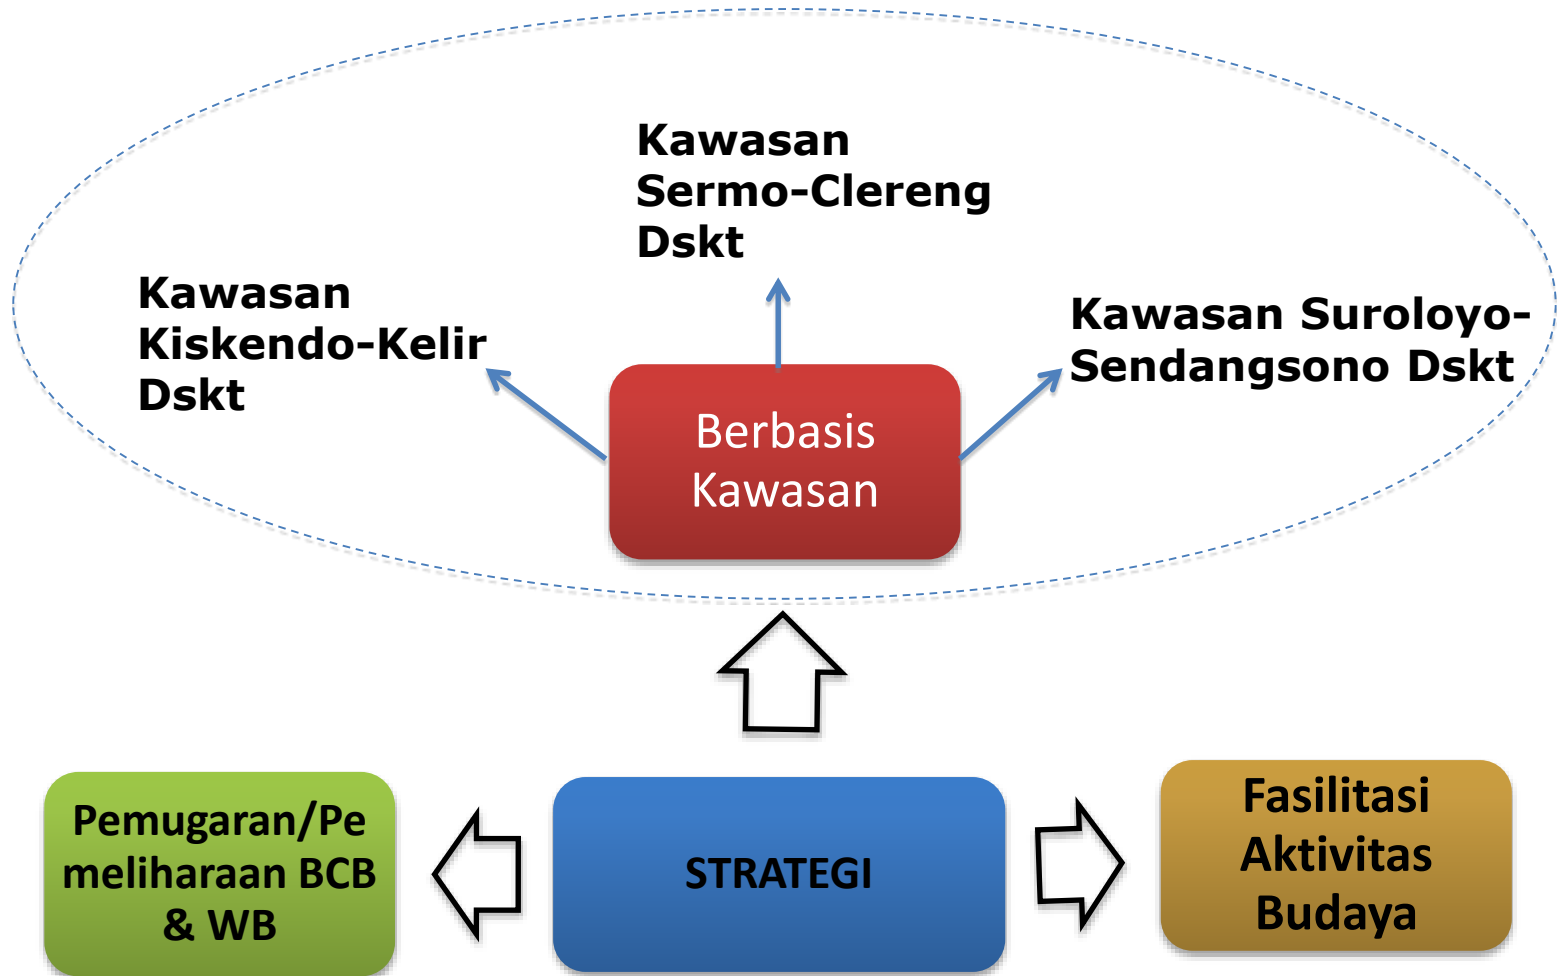 Kawasan
Sermo-Clereng
Dskt
Kawasan
Kiskendo-Kelir
Dskt
Kawasan Suroloyo-
Sendangsono Dskt
Berbasis
Kawasan
Pemugaran/Pe
meliharaan BCB
& WB
STRATEGI
Fasilitasi
Aktivitas
Budaya